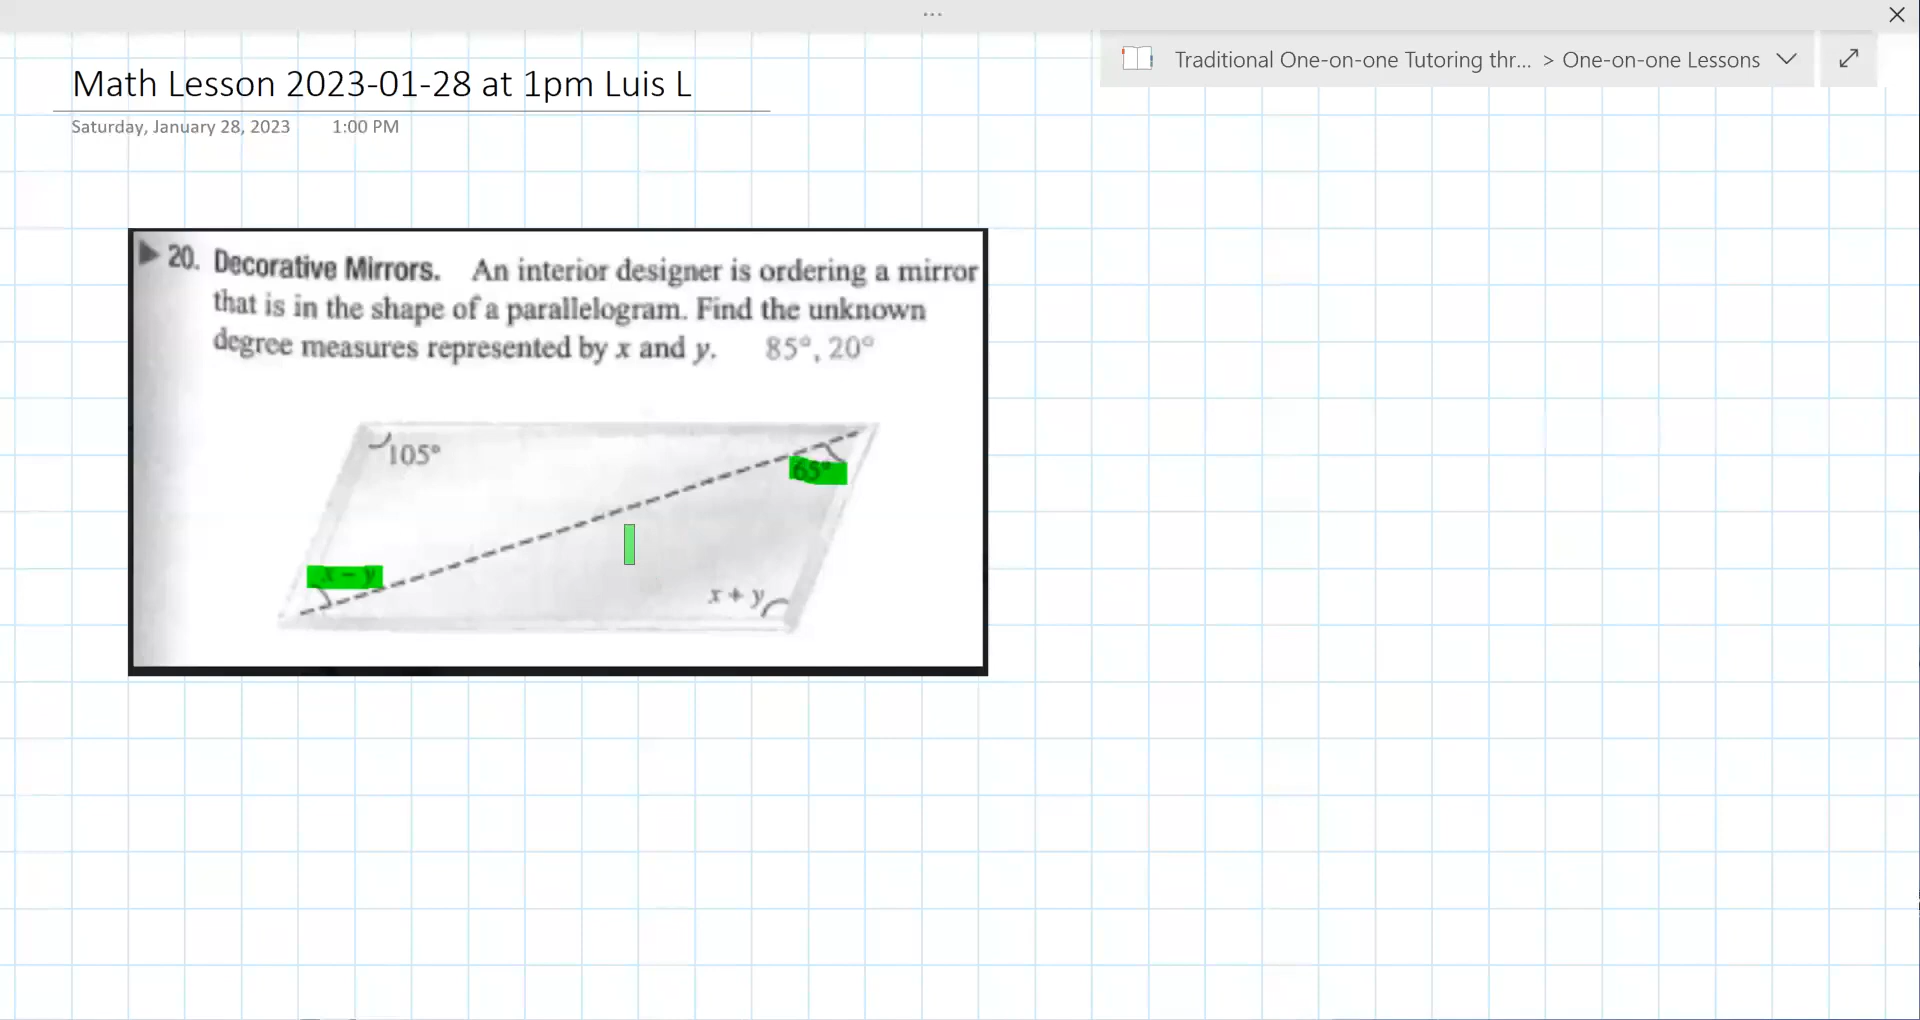 ...
Traditional One-on-one Tutoring thr... > One-on-one Lessons
Math Lesson 2023-01-28 at 1pm Luis L
Saturday, January 28, 2023 1:00 PM
20. Decorative Mirrors. An interior designer is ordering a mirror
that is in the shape of a parallelogram. Find the unknown
degree measures represented by x and y. 85°, 20°
105°
65°
x − y
x + y